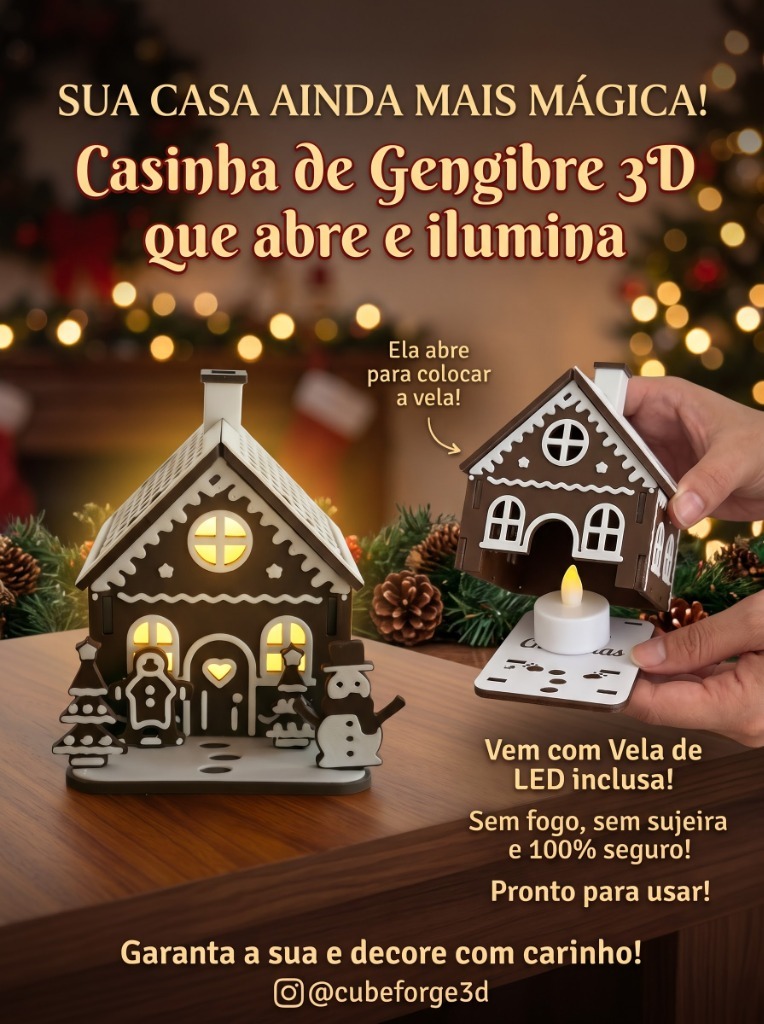 SUA CASA AINDA MAIS MÁGICA!
Casinha de Gengibre 3D
que abre e ilumina
Ela abre
para colocar
a vela!
Vem com Vela de
LED inclusa!
Sem fogo, sem sujeira
e 100% seguro!
Pronto para usar!
Garanta a sua e decore com carinho!
@cubeforge3d